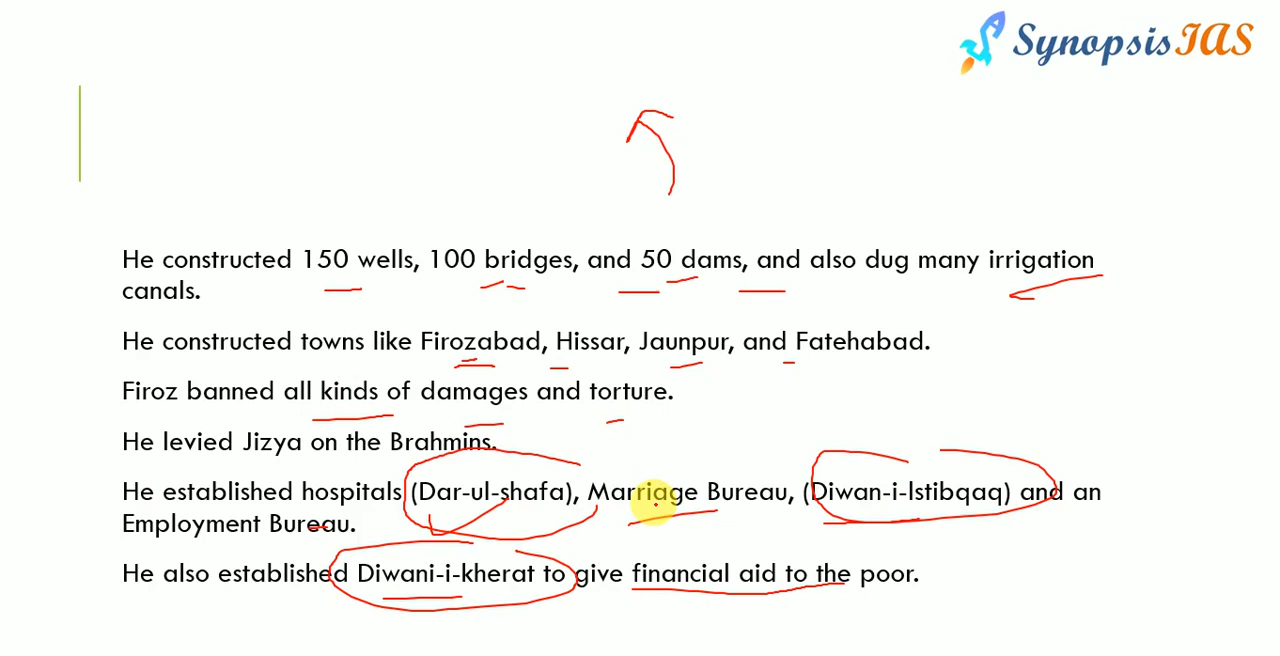 SynopsisIAS
He constructed 150 wells, 100 bridges, and 50 dams, and also dug many irrigation
canals.
He constructed towns like Firozabad, Hissar, Jaunpur, and Fatehabad.
Firoz banned all kinds of damages and torture.
He levied Jizya on the Brahmins.
He established hospitals (Dar-ul-shafa), Marriage Bureau, (Diwan-i-lstibqaq) and an
Employment Bureau.
He also established Diwani-i-kherat to give financial aid to the poor.